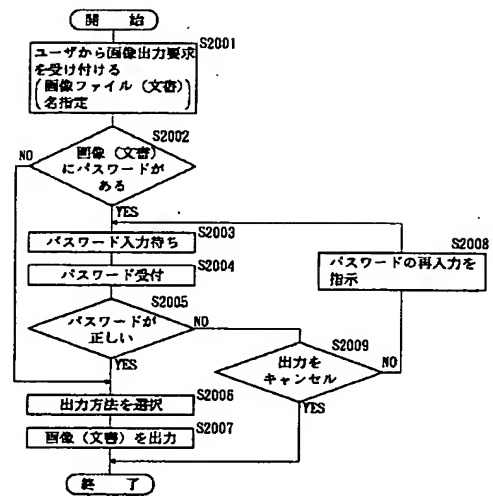 開 始
S2001
ユーザから画像出力要求
を受け付ける
(画像ファイル(文書)
名指定)
S2002
画像(文書)
にパスワードが
ある
NO
YES
S2003
パスワード入力待ち
S2004
パスワード受付
S2005
パスワードが
正しい
NO
YES
S2008
パスワードの再入力を
指示
S2009
出力を
キャンセル
NO
YES
S2006
出力方法を選択
S2007
画像(文書)を出力
終 了